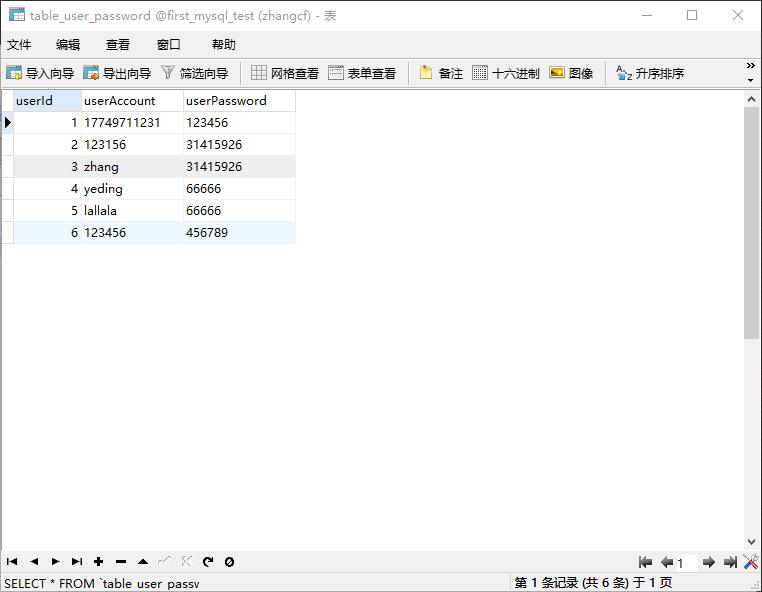 table_user_password @first_mysql_test (zhangcf) - 表
文件 编辑 查看 窗口 帮助
导入向导 导出向导 筛选向导 网格查看 表单查看 备注 十六进制 图像 升序排序
userId userAccount userPassword
1 17749711231 123456
2 123156 31415926
3 zhang 31415926
4 yeding 66666
5 lallala 66666
6 123456 456789
1
SELECT * FROM `table_user_passv 第 1 条记录 (共 6 条) 于 1 页